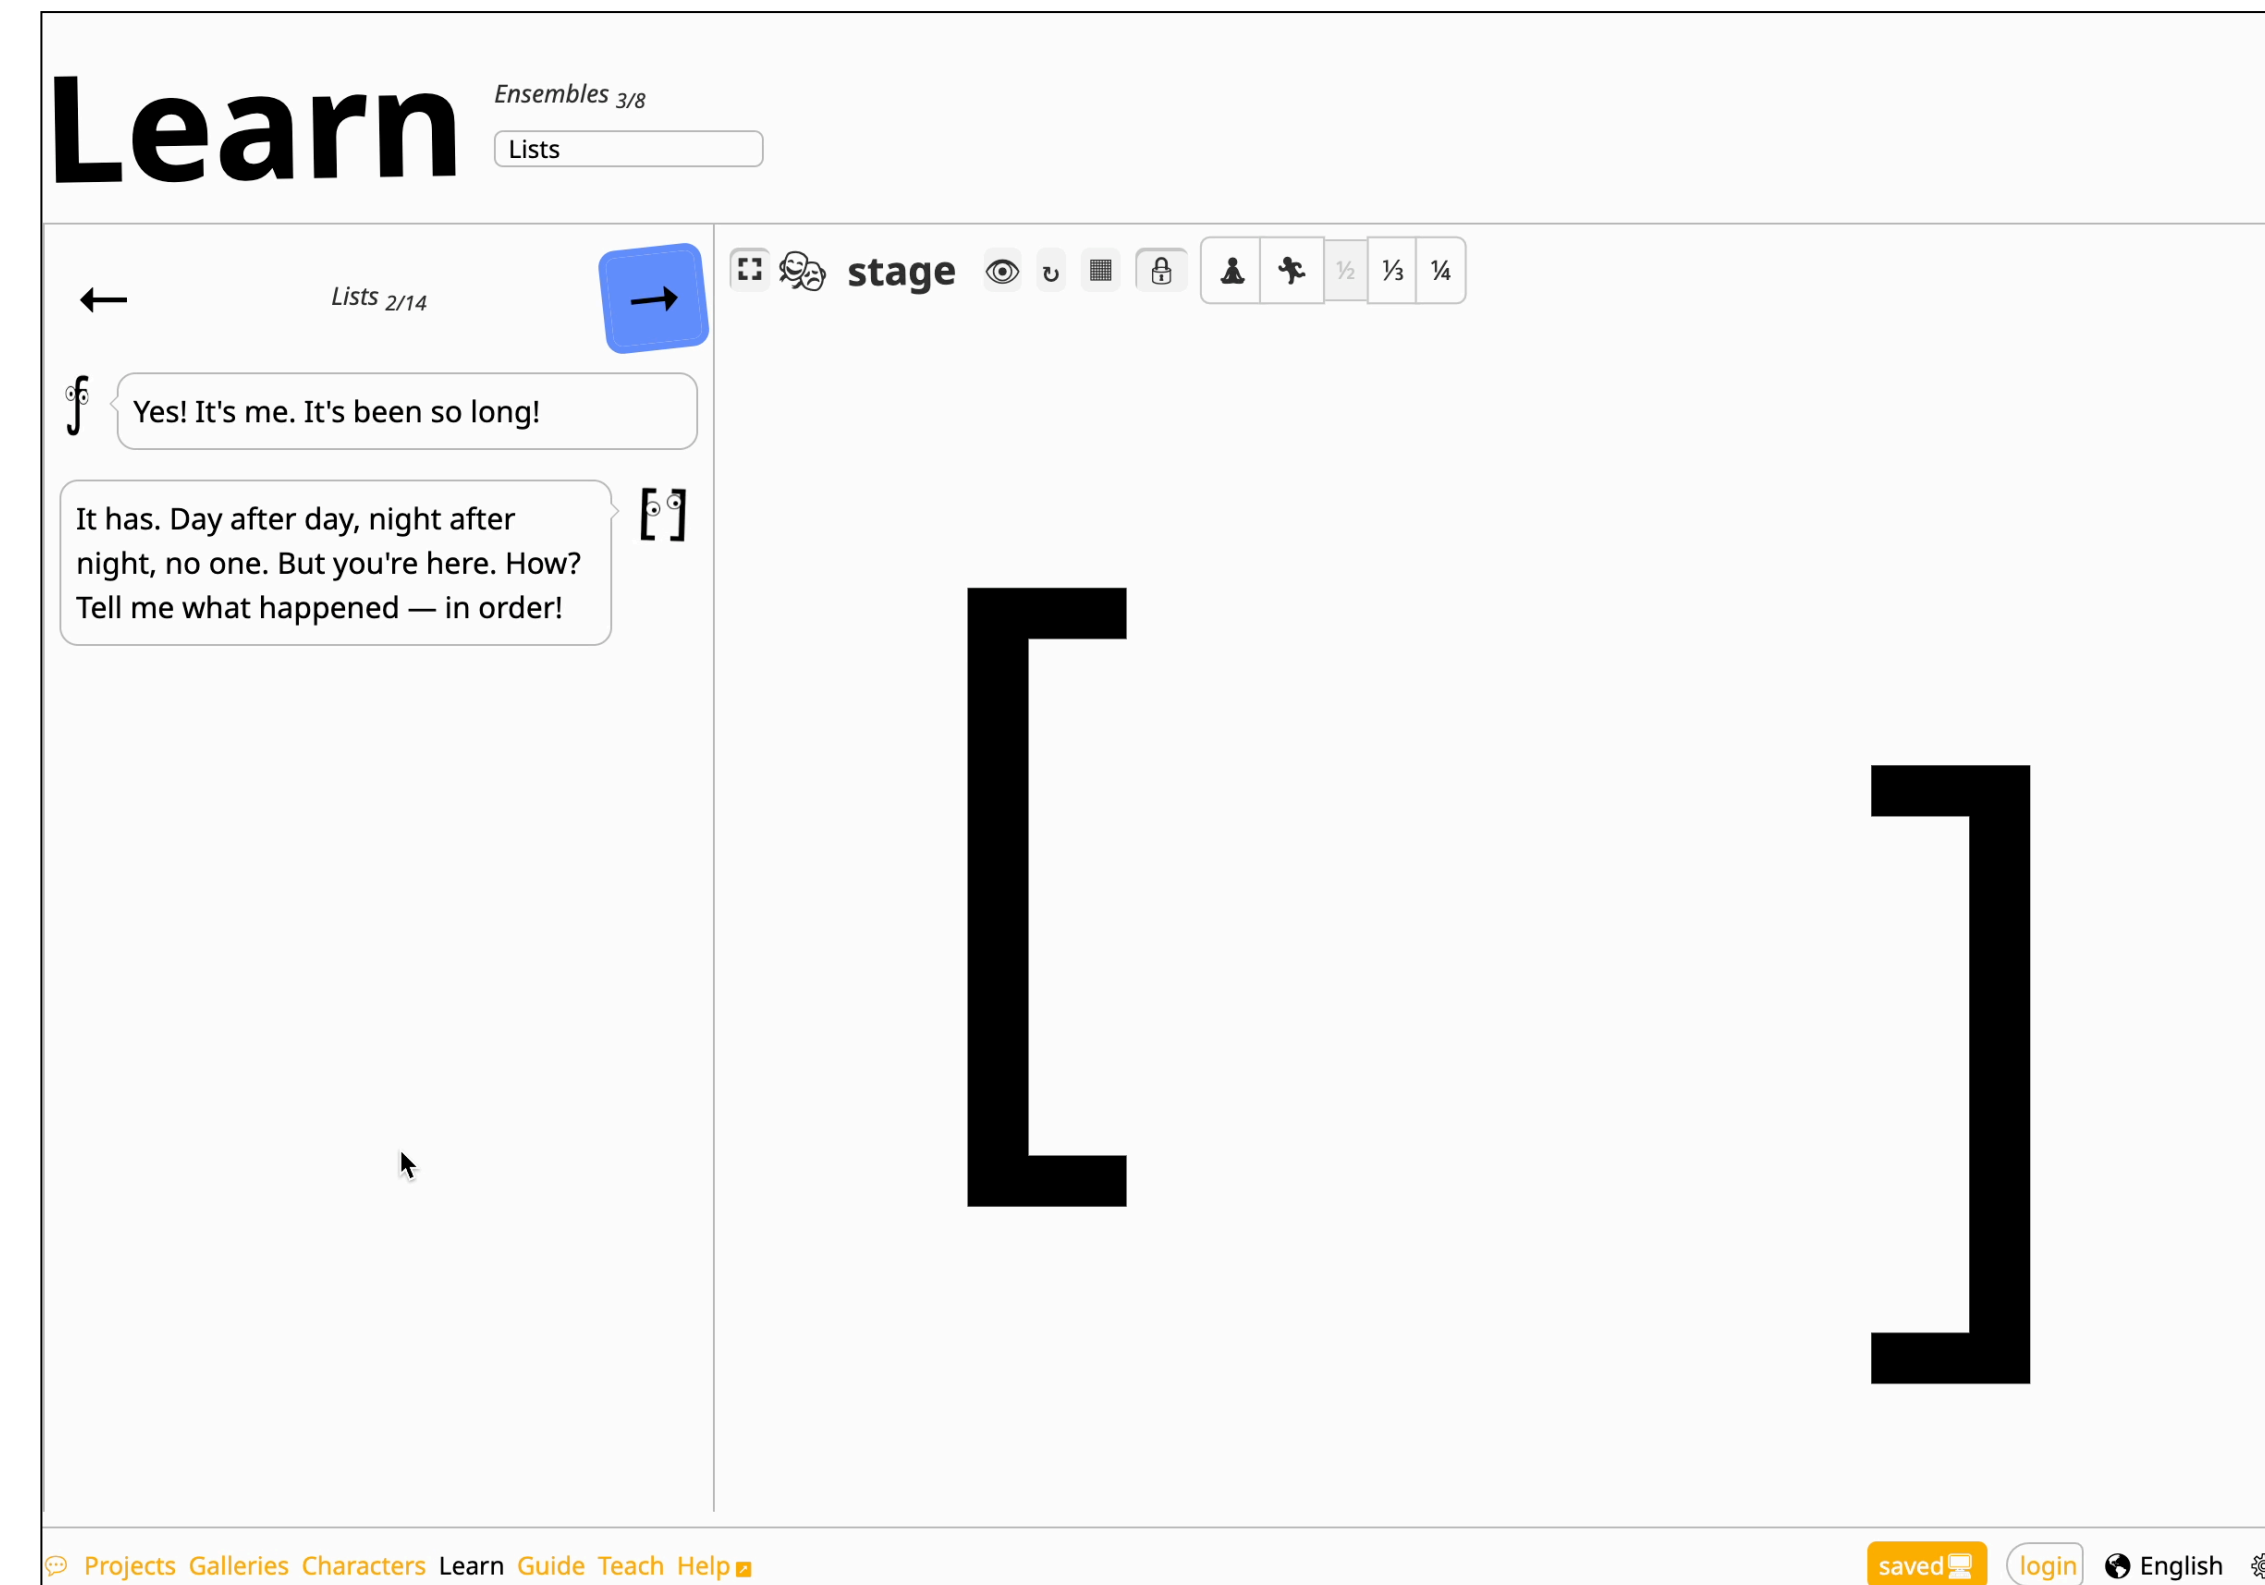 Learn
Ensembles 3/8
Lists
Lists 2/14
stage
½ ⅓ ¼
Yes! It's me. It's been so long!
It has. Day after day, night after
night, no one. But you're here. How?
Tell me what happened — in order!
[
]
Projects Galleries Characters Learn Guide Teach Help
saved login English